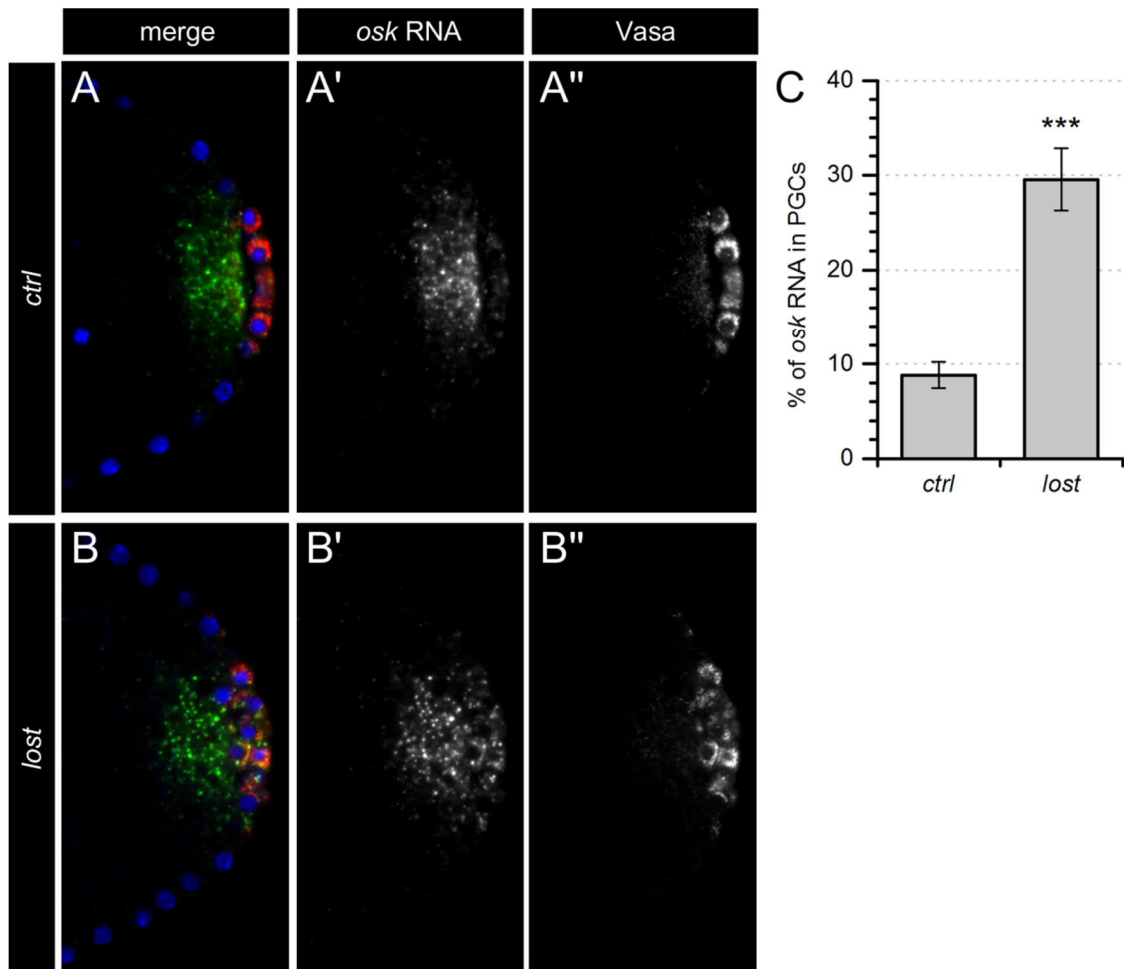 merge
osk RNA
Vasa
ctrl
A
A'
A"
lost
B
B'
B"
C
% of osk RNA in PGCs
40
30
20
10
0
***
ctrl
lost